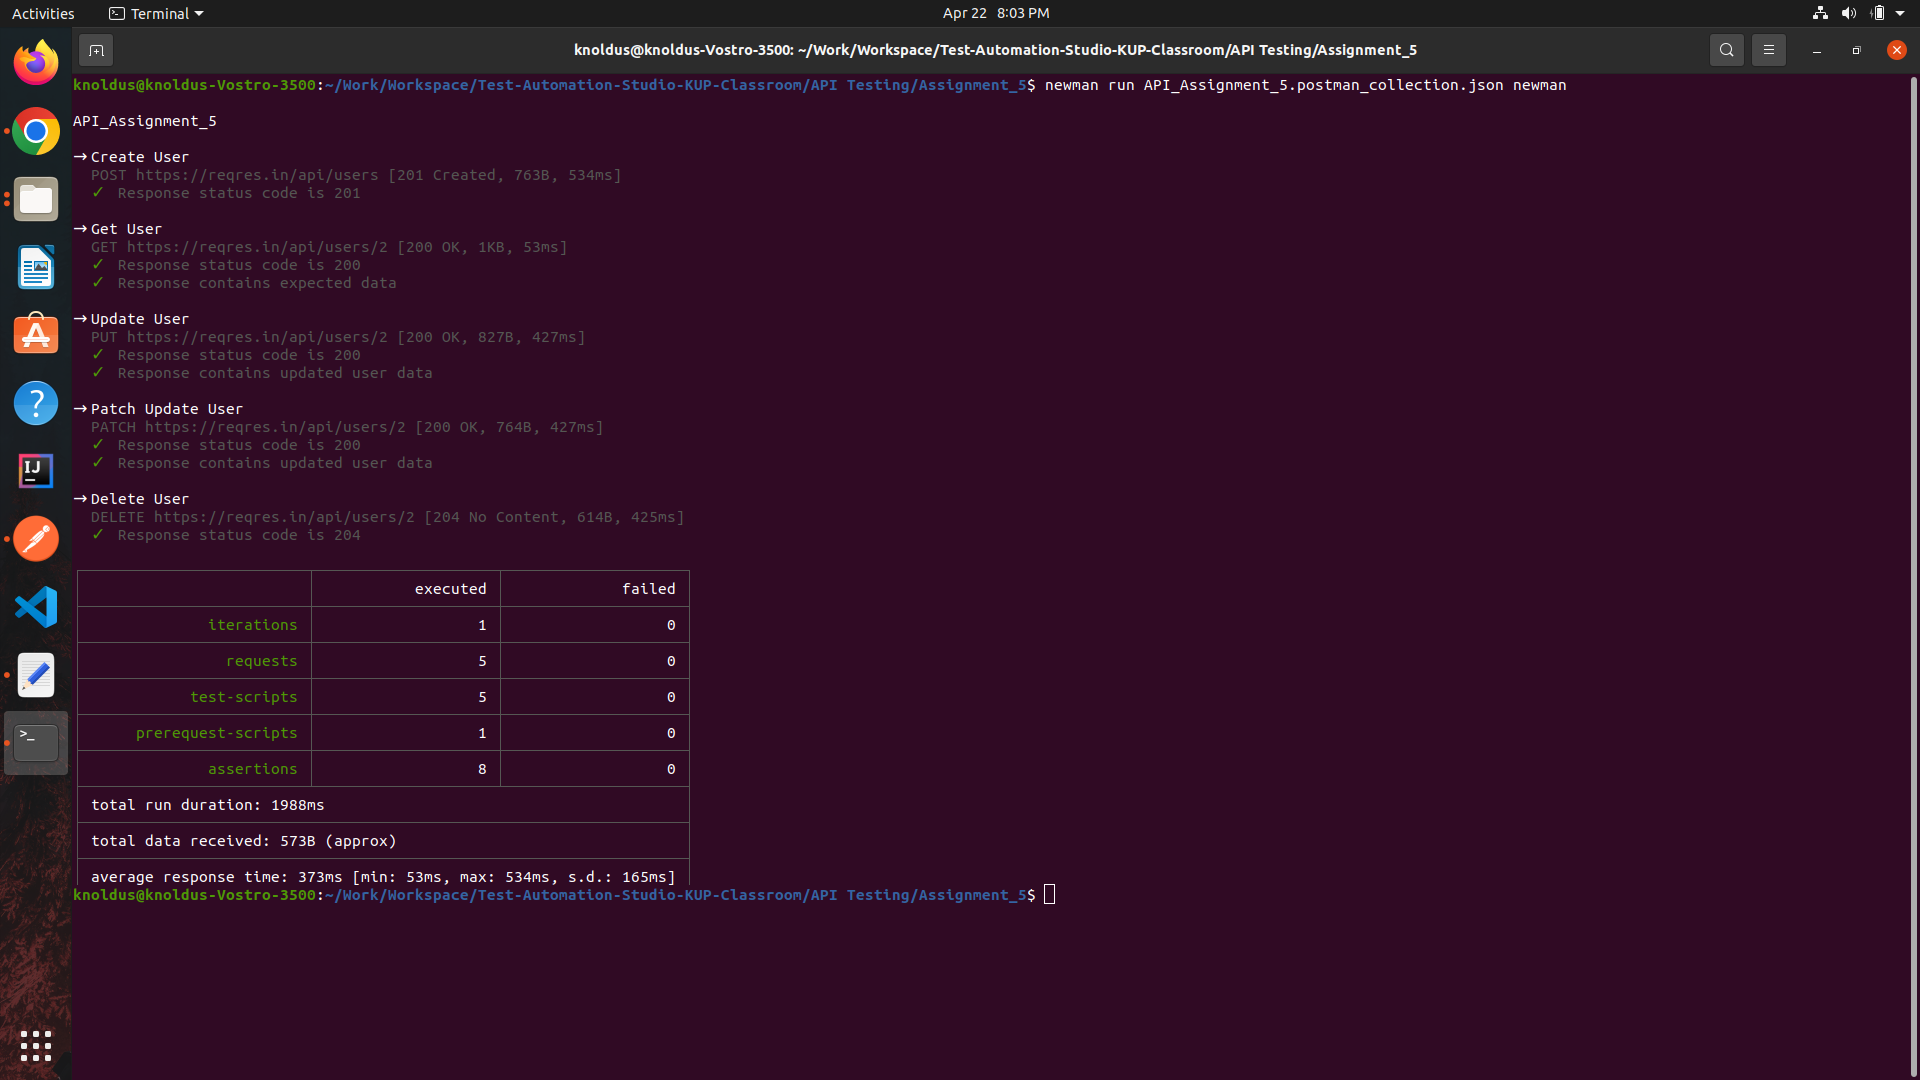 Activities
Terminal
Apr 22 8:03 PM
knoldus@knoldus-Vostro-3500: ~/Work/Workspace/Test-Automation-Studio-KUP-Classroom/API Testing/Assignment_5
knoldus@knoldus-Vostro-3500:~/Work/Workspace/Test-Automation-Studio-KUP-Classroom/API Testing/Assignment_5$ newman run API_Assignment_5.postman_collection.json newman
API_Assignment_5
→ Create User
POST https://reqres.in/api/users [201 Created, 763B, 534ms]
✓ Response status code is 201
→ Get User
GET https://reqres.in/api/users/2 [200 OK, 1KB, 53ms]
✓ Response status code is 200
✓ Response contains expected data
→ Update User
PUT https://reqres.in/api/users/2 [200 OK, 827B, 427ms]
✓ Response status code is 200
✓ Response contains updated user data
→ Patch Update User
PATCH https://reqres.in/api/users/2 [200 OK, 764B, 427ms]
✓ Response status code is 200
✓ Response contains updated user data
→ Delete User
DELETE https://reqres.in/api/users/2 [204 No Content, 614B, 425ms]
✓ Response status code is 204
executed failed
iterations 1 0
requests 5 0
test-scripts 5 0
prerequest-scripts 1 0
assertions 8 0
total run duration: 1988ms
total data received: 573B (approx)
average response time: 373ms [min: 53ms, max: 534ms, s.d.: 165ms]
knoldus@knoldus-Vostro-3500:~/Work/Workspace/Test-Automation-Studio-KUP-Classroom/API Testing/Assignment_5$
IJ
>_